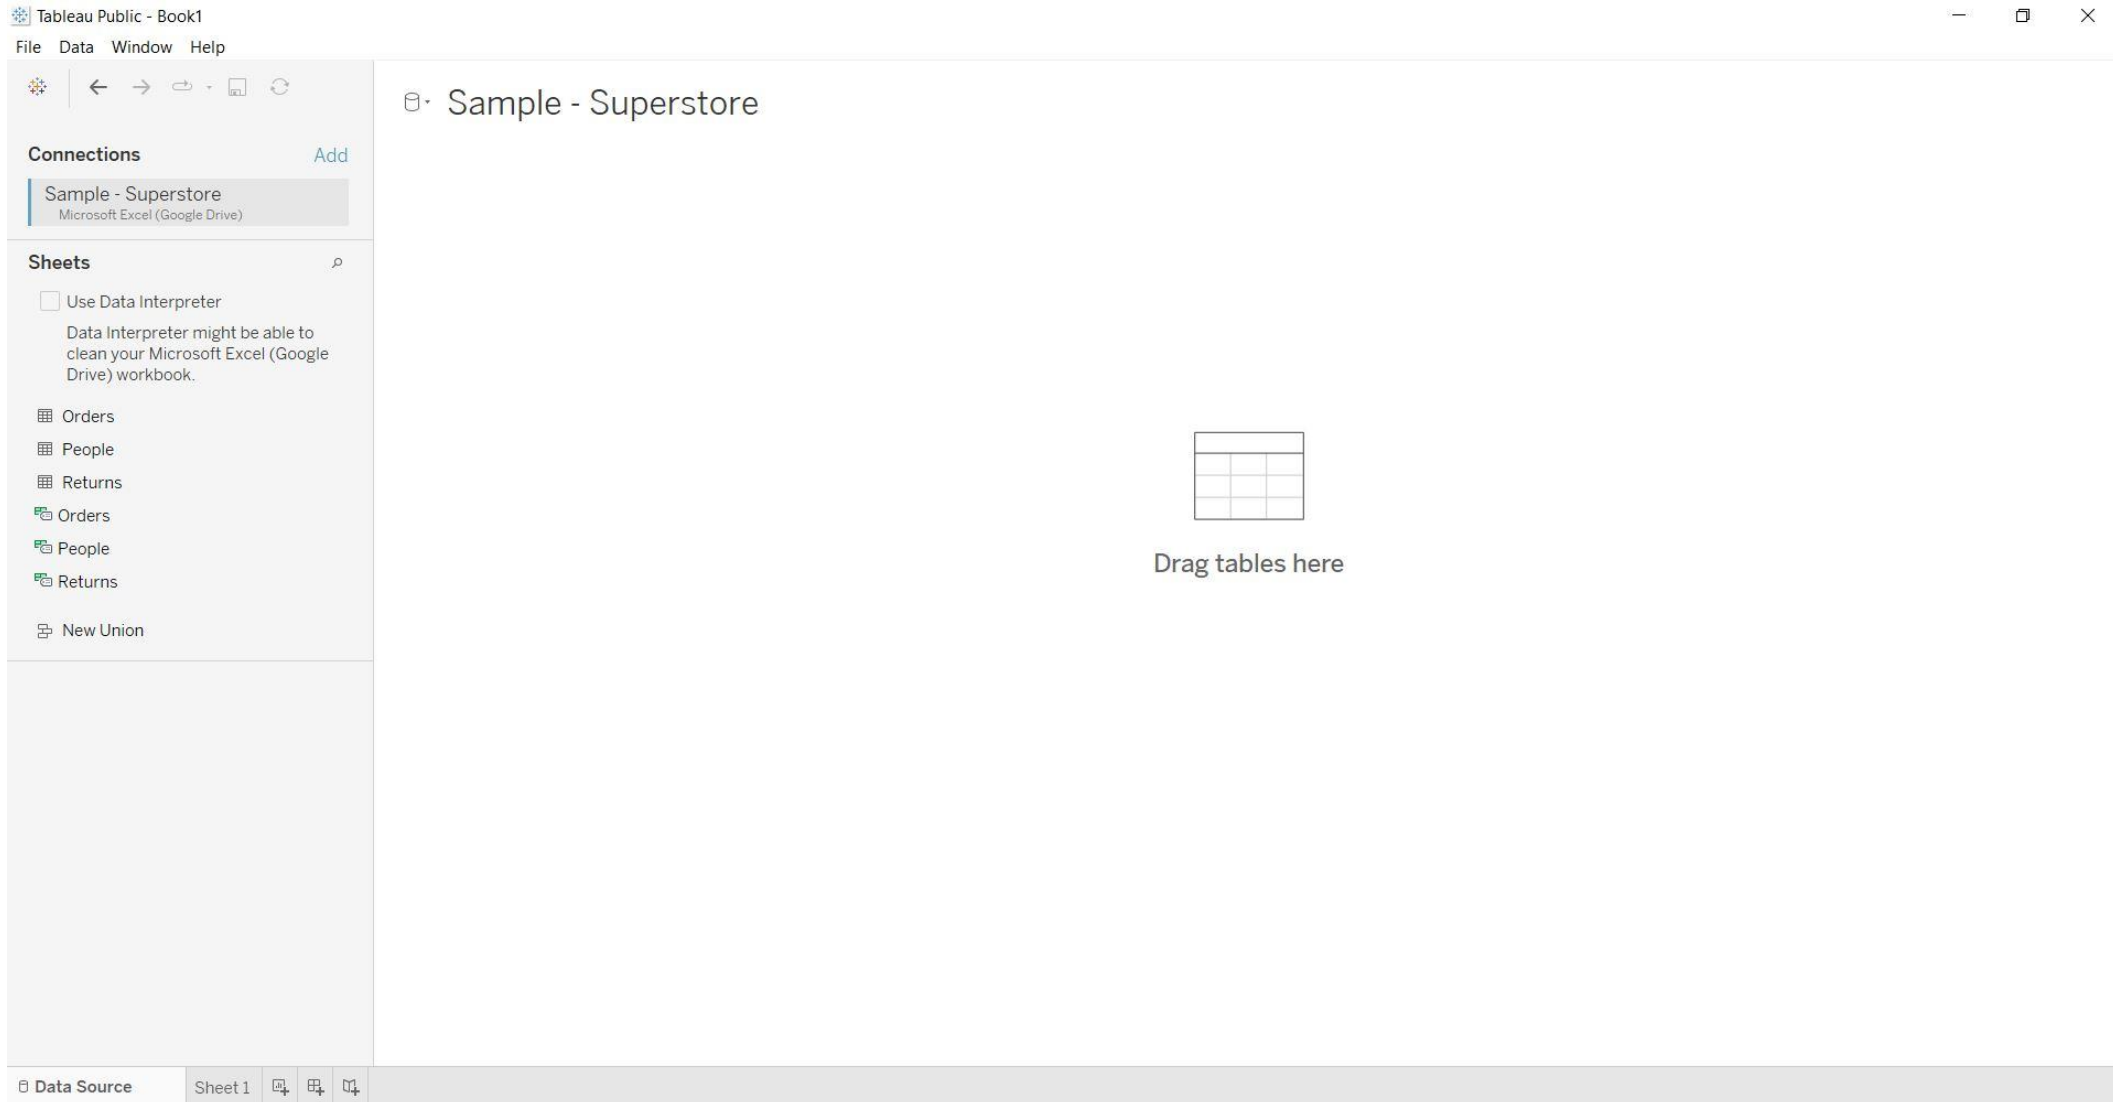 Tableau Public - Book1
File Data Window Help
Sample - Superstore
Connections Add
Sample - Superstore
Microsoft Excel (Google Drive)
Sheets
Use Data Interpreter
Data Interpreter might be able to
clean your Microsoft Excel (Google
Drive) workbook.
Orders
People
Returns
Orders
People
Returns
New Union
Drag tables here
Data Source Sheet 1